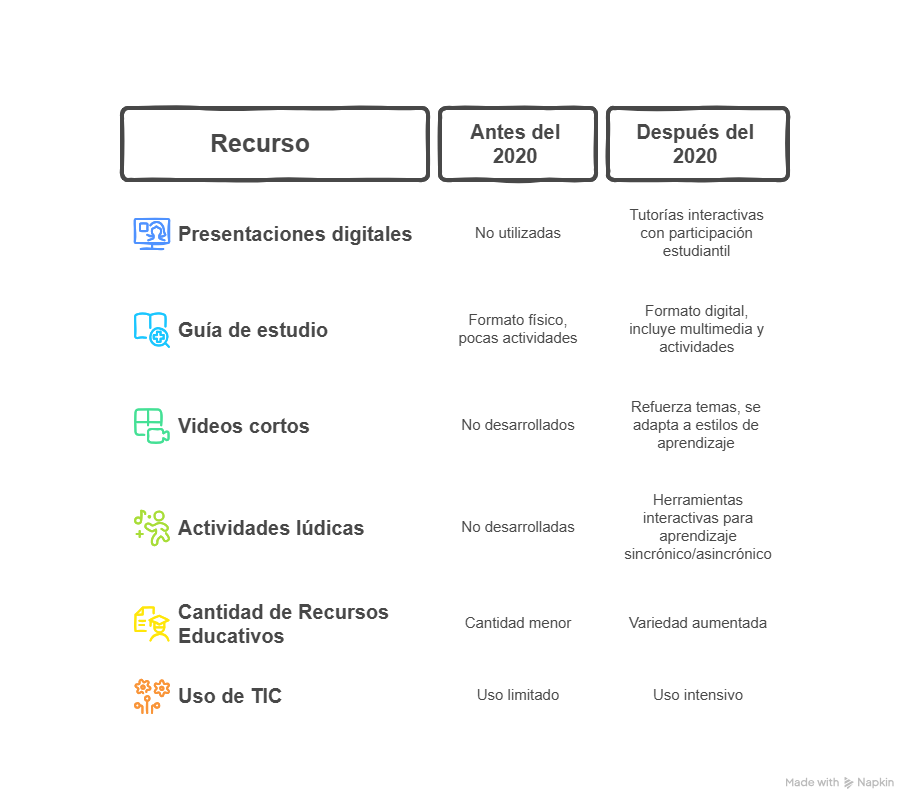 Recurso
Antes del
2020
Después del
2020
Presentaciones digitales
No utilizadas
Tutorías interactivas
con participación
estudiantil
Guía de estudio
Formato físico,
pocas actividades
Formato digital,
incluye multimedia y
actividades
Videos cortos
No desarrollados
Refuerza temas, se
adapta a estilos de
aprendizaje
Actividades lúdicas
No desarrolladas
Herramientas
interactivas para
aprendizaje
sincrónico/asincrónico
Cantidad de Recursos
Educativos
Cantidad menor
Variedad aumentada
Uso de TIC
Uso limitado
Uso intensivo
Made with Napkin